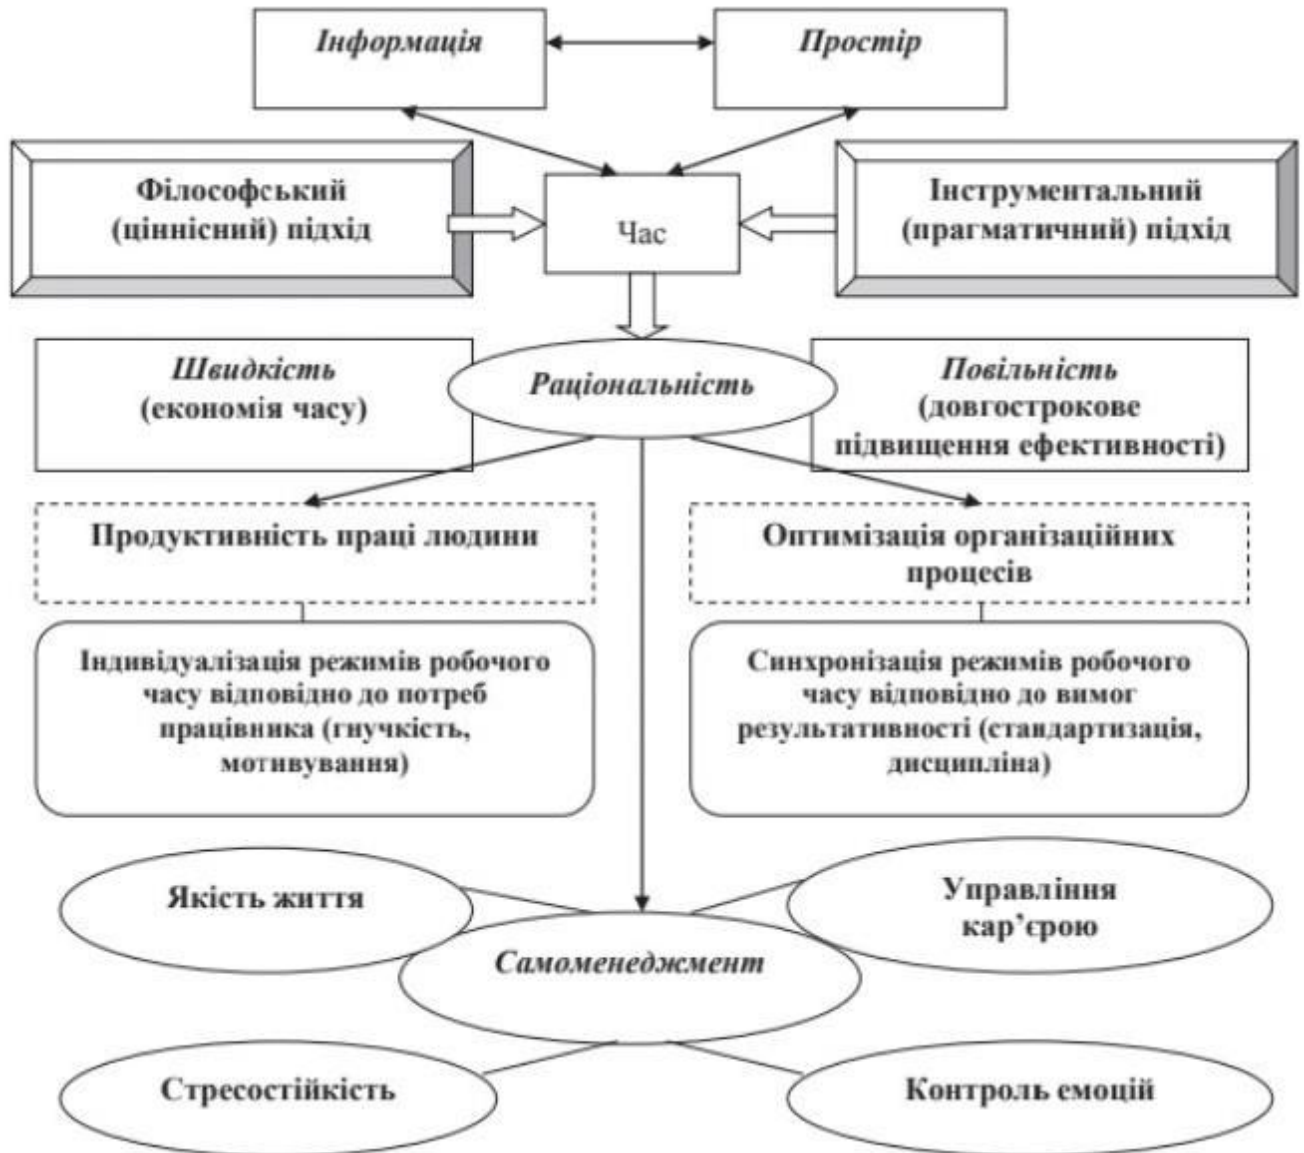 Інформація
Простір
Філософський
(ціннісний) підхід
Час
Інструментальний
(прагматичний) підхід
Швидкість
(економія часу)
Раціональність
Повільність
(довгострокове
підвищення ефективності)
Продуктивність праці людини
Оптимізація організаційних
процесів
Індивідуалізація режимів робочого
часу відповідно до потреб
працівника (гнучкість,
мотивування)
Синхронізація режимів робочого
часу відповідно до вимог
результативності (стандартизація,
дисципліна)
Якість життя
Управління
кар’єрою
Самоменеджмент
Стресостійкість
Контроль емоцій